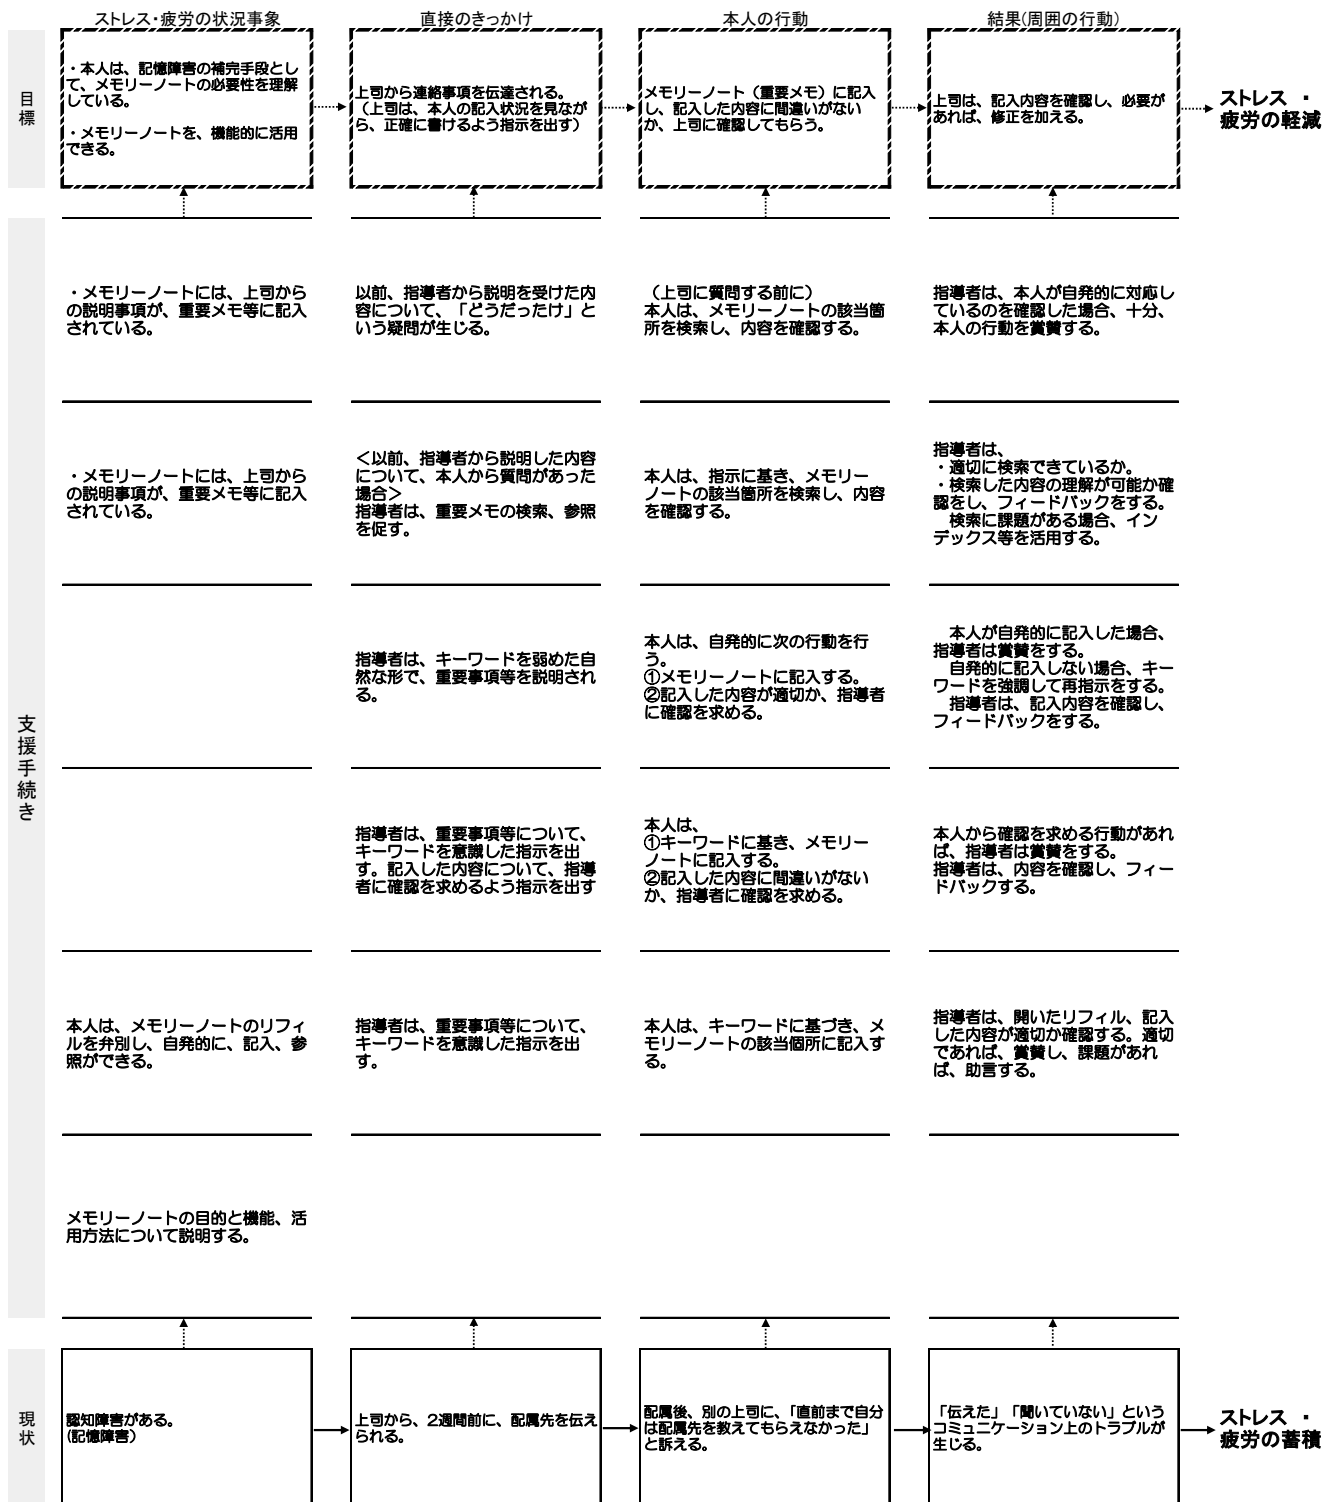 ストレス・疲労の状況事象
直接のきっかけ
本人の行動
結果(周囲の行動)
目標
・本人は、記憶障害の補完手段とし
て、メモリーノートの必要性を理解
している。
・メモリーノートを、機能的に活用
できる。
上司から連絡事項を伝達される。
（上司は、本人の記入状況を見なが
ら、正確に書けるよう指示を出す）
メモリーノート（重要メモ）に記入
し、記入した内容に間違いがない
か、上司に確認してもらう。
上司は、記入内容を確認し、必要が
あれば、修正を加える。
ストレス ・
疲労の軽減
支援手続き
・メモリーノートには、上司から
の説明事項が、重要メモ等に記入
されている。
以前、指導者から説明を受けた内
容について、「どうだったけ」と
いう疑問が生じる。
（上司に質問する前に）
本人は、メモリーノートの該当箇
所を検索し、内容を確認する。
指導者は、本人が自発的に対応し
ているのを確認した場合、十分、
本人の行動を賞賛する。
・メモリーノートには、上司から
の説明事項が、重要メモ等に記入
されている。
＜以前、指導者から説明した内容
について、本人から質問があった
場合＞
指導者は、重要メモの検索、参照
を促す。
本人は、指示に基き、メモリー
ノートの該当箇所を検索し、内容
を確認する。
指導者は、
・適切に検索できているか。
・検索した内容の理解が可能か確
認をし、フィードバックをする。
検索に課題がある場合、イン
デックス等を活用する。
指導者は、キーワードを弱めた自
然な形で、重要事項等を説明され
る。
本人は、自発的に次の行動を行
う。
①メモリーノートに記入する。
②記入した内容が適切か、指導者
に確認を求める。
本人が自発的に記入した場合、
指導者は賞賛をする。
自発的に記入しない場合、キー
ワードを強調して再指示をする。
指導者は、記入内容を確認し、
フィードバックをする。
指導者は、重要事項等について、
キーワードを意識した指示を出
す。記入した内容について、指導
者に確認を求めるよう指示を出す
本人は、
①キーワードに基き、メモリー
ノートに記入する。
②記入した内容に間違いがない
か、指導者に確認を求める。
本人から確認を求める行動があれ
ば、指導者は賞賛をする。
指導者は、内容を確認し、フィー
ドバックする。
本人は、メモリーノートのリフィ
ルを弁別し、自発的に、記入、参
照ができる。
指導者は、重要事項等について、
キーワードを意識した指示を出
す。
本人は、キーワードに基づき、メ
モリーノートの該当個所に記入す
る。
指導者は、開いたリフィル、記入
した内容が適切か確認する。適切
であれば、賞賛し、課題があれ
ば、助言する。
メモリーノートの目的と機能、活
用方法について説明する。
現状
認知障害がある。
(記憶障害）
上司から、2週間前に、配属先を伝え
られる。
配属後、別の上司に、「直前まで自分
は配属先を教えてもらえなかった」
と訴える。
「伝えた」「聞いていない」という
コミュニケーション上のトラブルが
生じる。
ストレス ・
疲労の蓄積